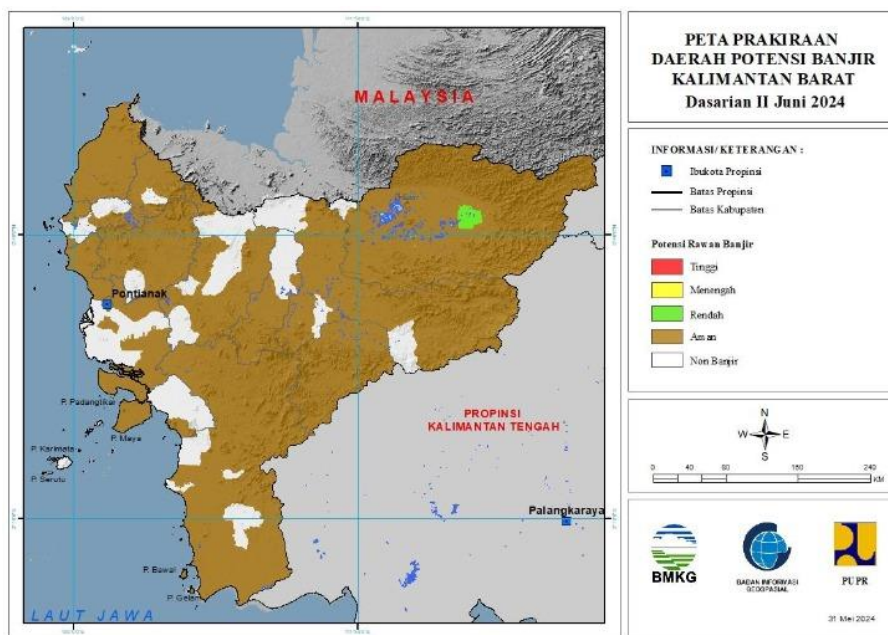 PETA PRAKIRAAN
DAERAH POTENSI BANJIR
KALIMANTAN BARAT
Dasarian II Juni 2024
INFORMASI/ KETERANGAN :
Ibukota Propinsi
Batas Propinsi
Batas Kabupaten
Potensi Rawan Banjir
Tinggi
Menengah
Rendah
Aman
Non Banjir
N
W E
S
0 40 80 160 240
KM
BMKG
BADAN INFORMASI
GEOSPASIAL
PUPR
31 Mei 2024
MALAYSIA
Pontianak
P. Padangtikar
P. Maya
P. Karimata
P. Serutu
PROPINSI
KALIMANTAN TENGAH
Palangkaraya
P. Bawal
P. Gelam
LAUT JAWA